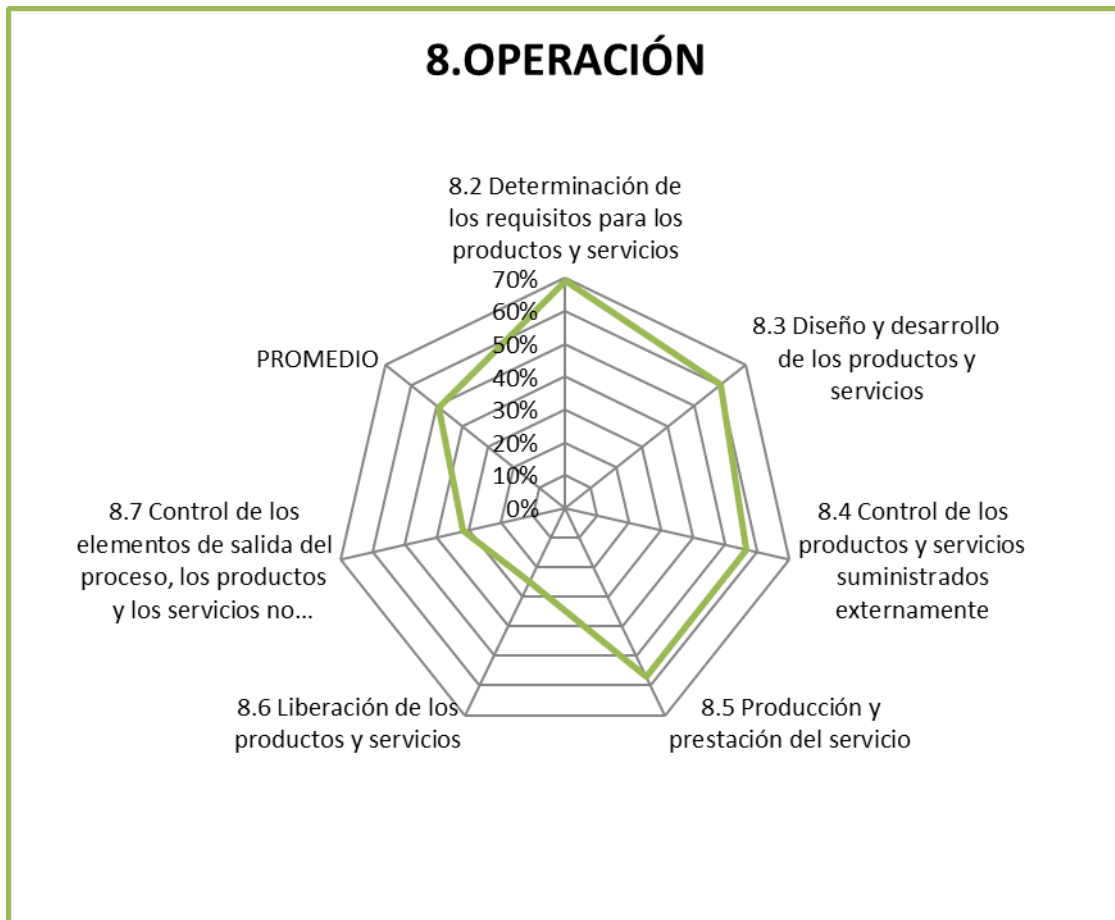 8.OPERACIÓN
8.2 Determinación de
los requisitos para los
productos y servicios
70%
60%
50%
40%
30%
20%
10%
0%
8.3 Diseño y desarrollo
de los productos y
servicios
8.4 Control de los
productos y servicios
suministrados
externamente
8.5 Producción y
prestación del servicio
8.6 Liberación de los
productos y servicios
8.7 Control de los
elementos de salida del
proceso, los productos
y los servicios no...
PROMEDIO